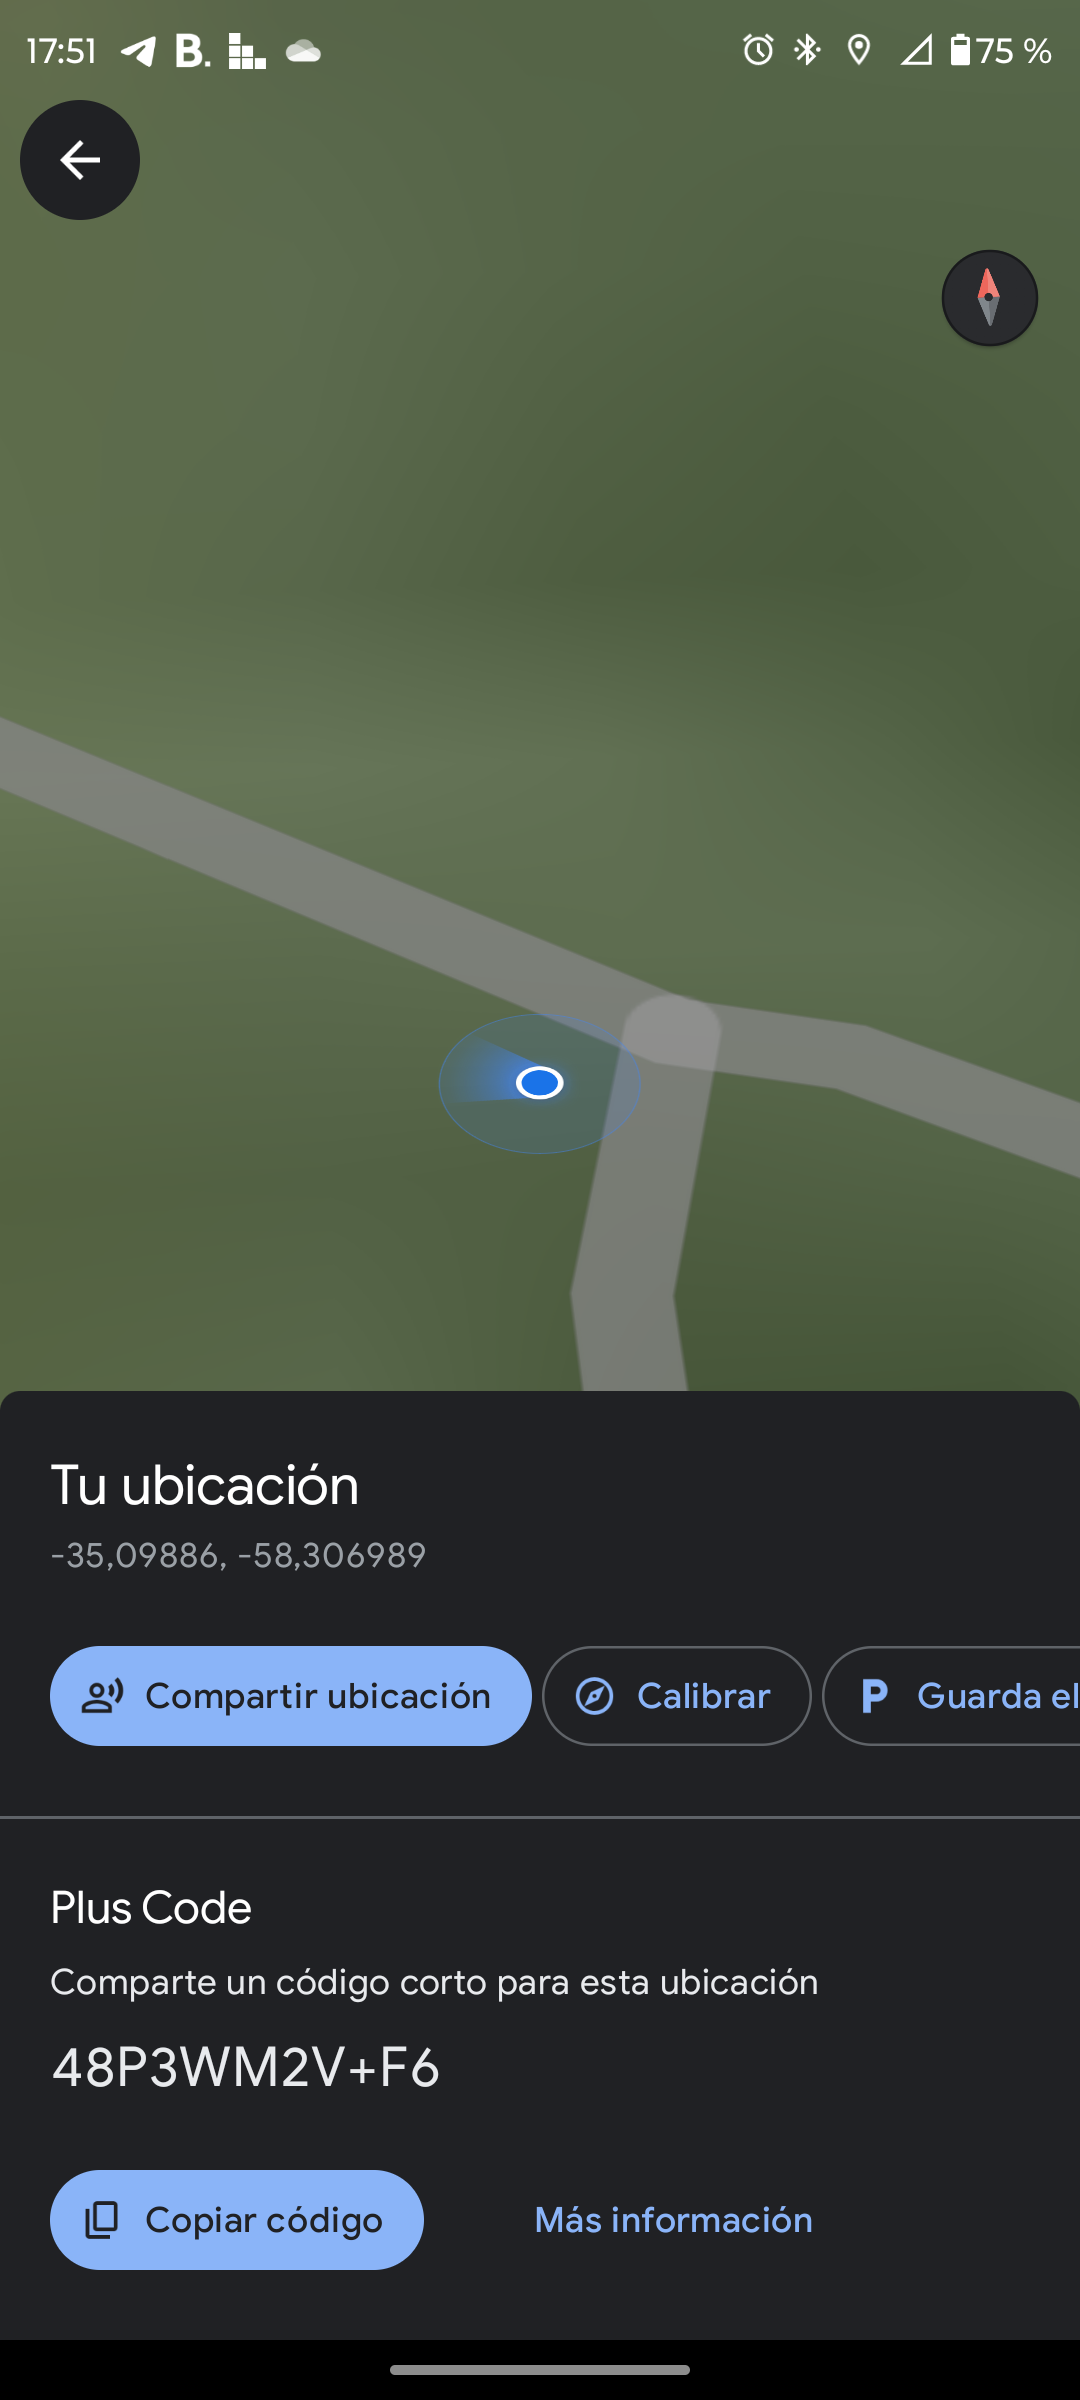 17:51 B. 75 %
Tu ubicación
-35,09886, -58,306989
Compartir ubicación Calibrar P Guarda el
Plus Code
Comparte un código corto para esta ubicación
48P3WM2V+F6
Copiar código Más información